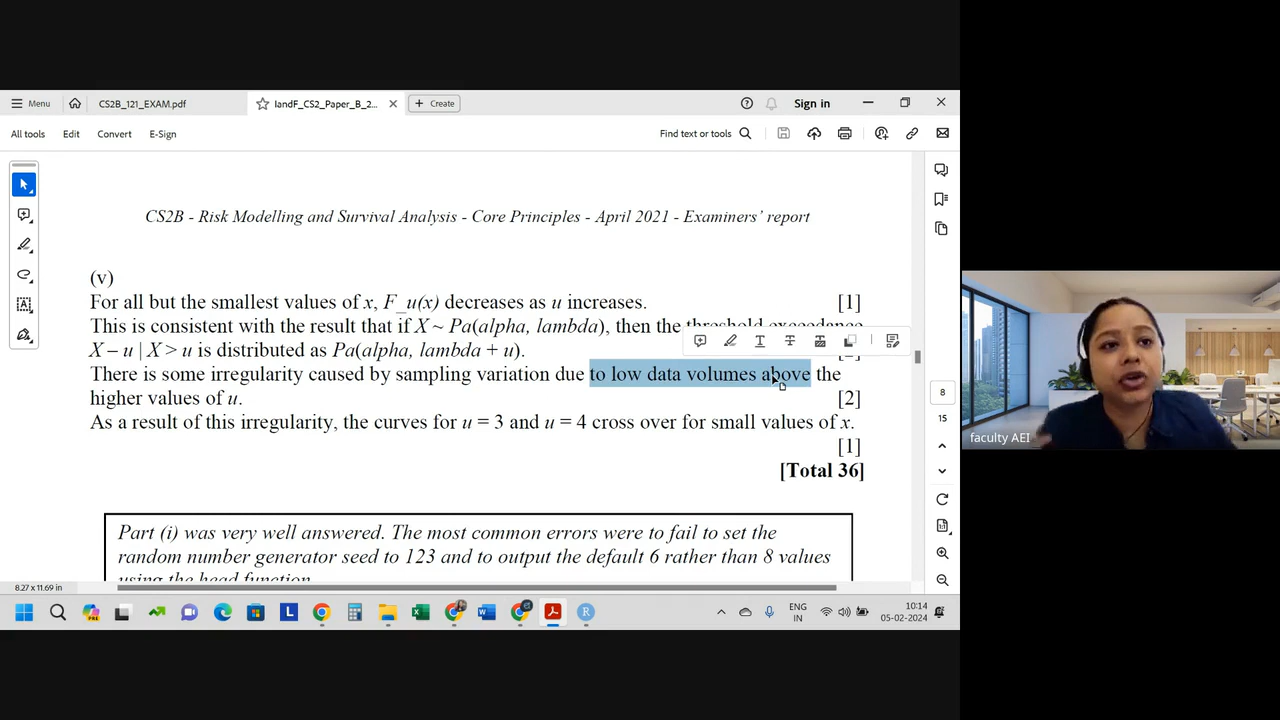 Menu
CS2B_121_EXAM.pdf
IandF_CS2_Paper_B_2...
Create
Sign in
All tools
Edit
Convert
E-Sign
Find text or tools
CS2B - Risk Modelling and Survival Analysis - Core Principles - April 2021 - Examiners’ report
(v)
For all but the smallest values of x, F_u(x) decreases as u increases. [1]
This is consistent with the result that if X ~ Pa(alpha, lambda), then the threshold exceedance
X – u | X > u is distributed as Pa(alpha, lambda + u).
There is some irregularity caused by sampling variation due to low data volumes above the
higher values of u. [2]
As a result of this irregularity, the curves for u = 3 and u = 4 cross over for small values of x.
[1]
[Total 36]
Part (i) was very well answered. The most common errors were to fail to set the
random number generator seed to 123 and to output the default 6 rather than 8 values
using the head function.
8
15
8.27 x 11.69 in
faculty AEI
ENG
IN
10:14
05-02-2024